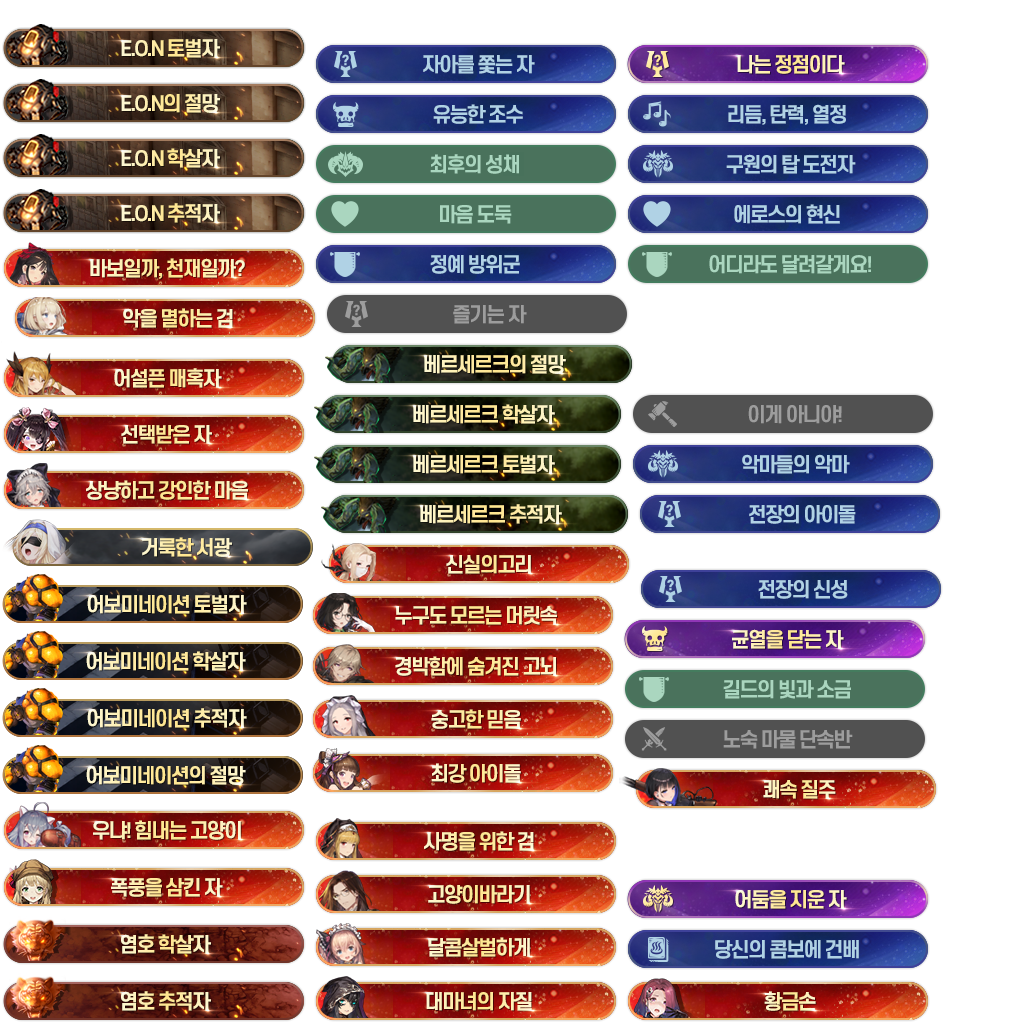 E.O.N 토벌자
E.O.N의 절망
E.O.N 학살자
E.O.N 추적자
바보일까, 천재일까?
악을 멸하는 검
어설픈 매혹자
선택받은 자
상냥하고 강인한 마음
거룩한 서광
어보미네이션 토벌자
어보미네이션 학살자
어보미네이션 추적자
어보미네이션의 절망
우냐! 힘내는 고양이
폭풍을 삼킨 자
염호 학살자
염호 추적자
자아를 쫓는 자
유능한 조수
최후의 성채
마음 도둑
정예 방위군
즐기는 자
베르세르크의 절망
베르세르크 학살자
베르세르크 토벌자
베르세르크 추적자
신실의고리
누구도 모르는 머릿속
경박함에 숨겨진 고뇌
숭고한 믿음
최강 아이돌
사명을 위한 검
고양이바라기
달콤살벌하게
대마녀의 자질
나는 정점이다
리듬, 탄력, 열정
구원의 탑 도전자
에로스의 현신
어디라도 달려갈게요!
이게 아니야!
악마들의 악마
전장의 아이돌
전장의 신성
균열을 닫는 자
길드의 빛과 소금
노숙 마물 단속반
쾌속 질주
어둠을 지운 자
당신의 콤보에 건배
황금손